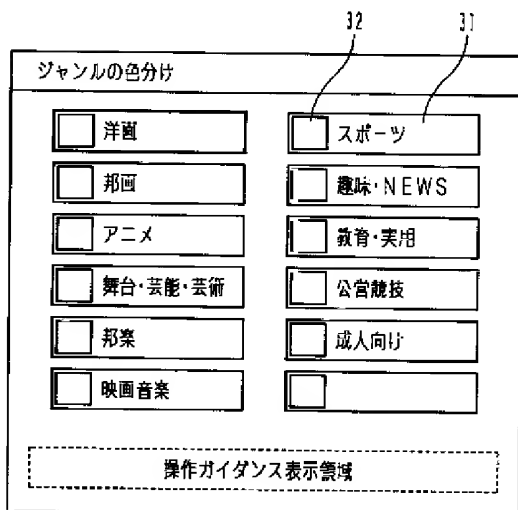 32
31
ジャンルの色分け
洋画
スポーツ
邦画
趣味・NEWS
アニメ
教育・実用
舞台・芸能・芸術
公営競技
邦楽
成人向け
映画音楽
操作ガイダンス表示領域